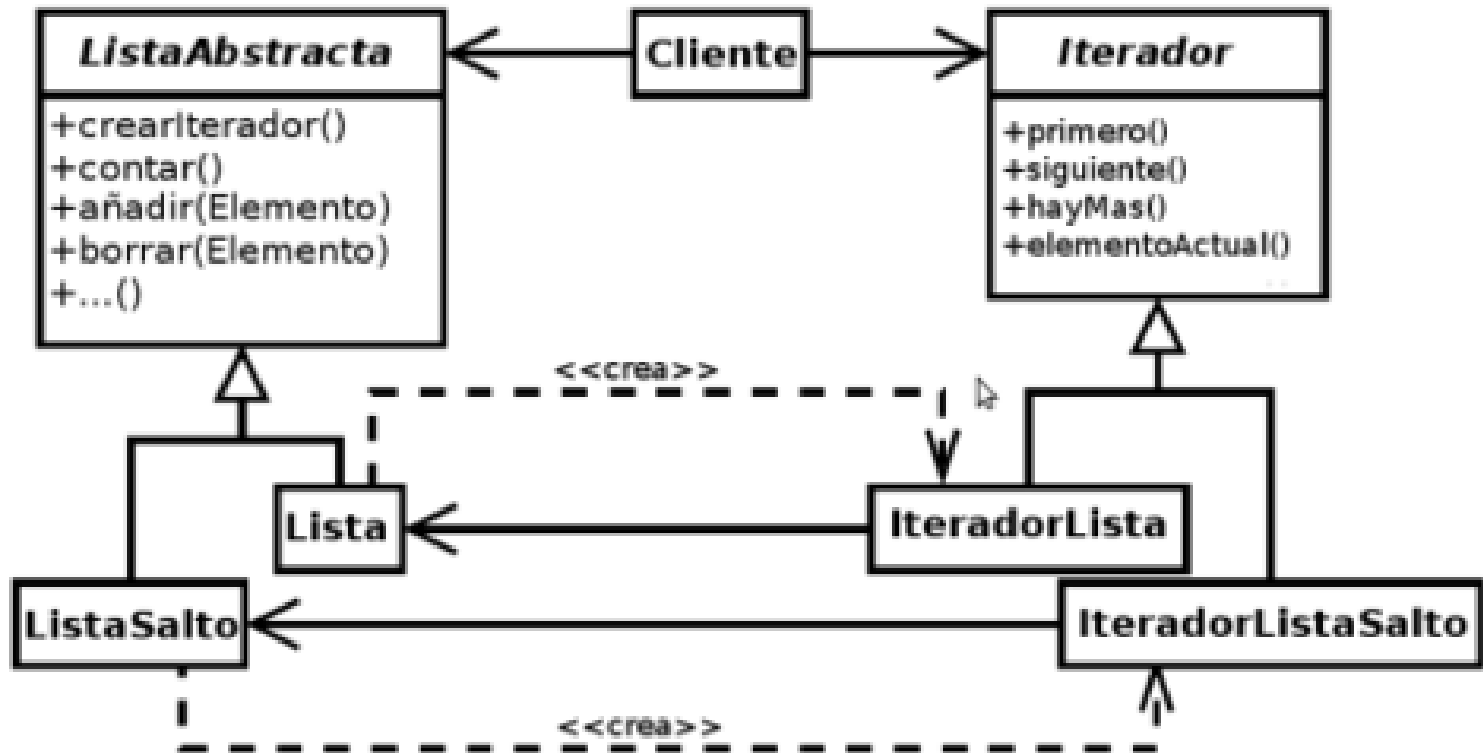 ListaAbstracta
+crearIterador()
+contar()
+añadir(Elemento)
+borrar(Elemento)
+...()
Cliente
Iterador
+primero()
+siguiente()
+hayMas()
+elementoActual()
<<crea>>
Lista
IteradorLista
ListaSalto
IteradorListaSalto
<<crea>>